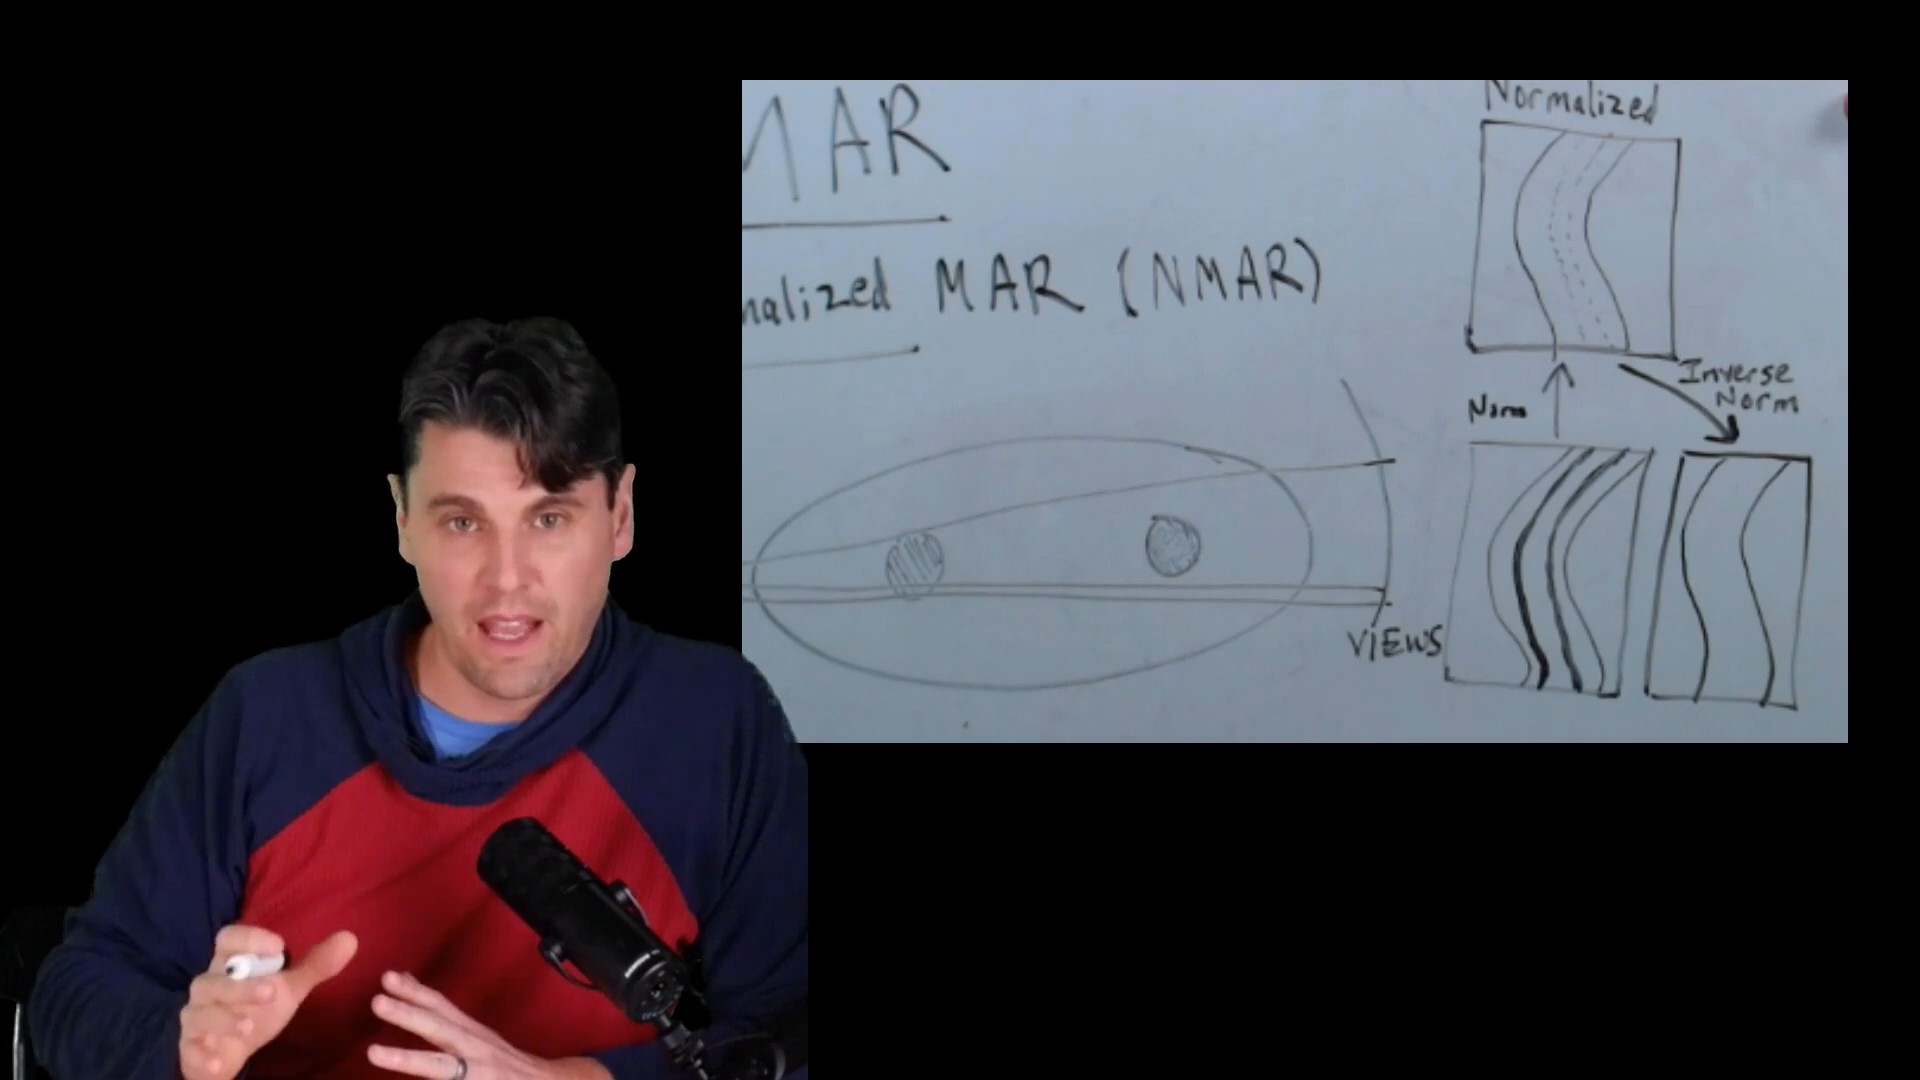 MAR
Normalized
nalized MAR (NMAR)
Inverse
Norm
Norm
VIEWS